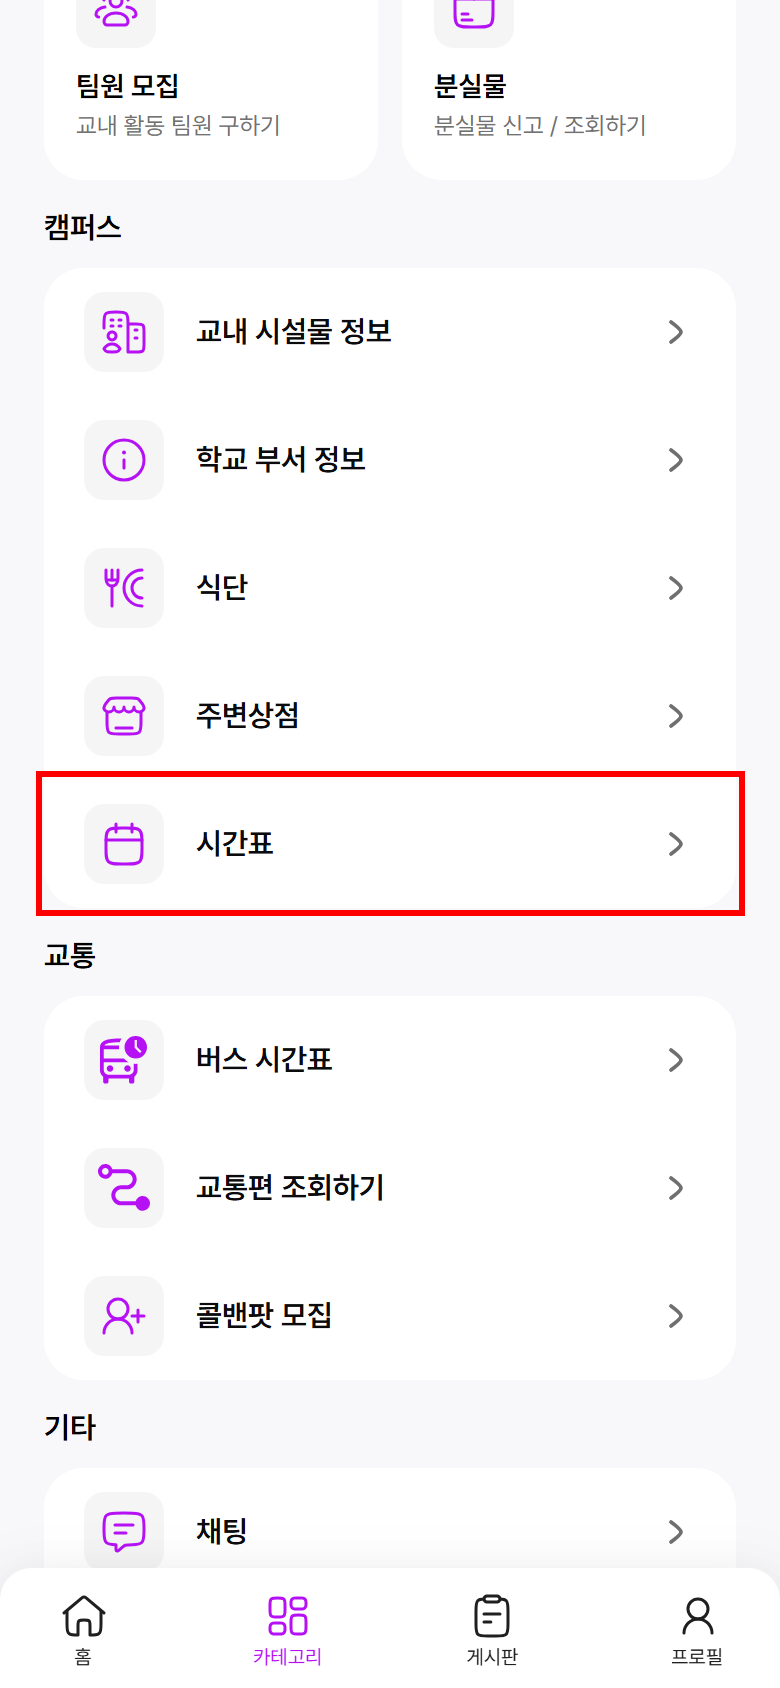 팀원 모집
교내 활동 팀원 구하기
분실물
분실물 신고 / 조회하기
캠퍼스
교내 시설물 정보
학교 부서 정보
식단
주변상점
시간표
교통
버스 시간표
교통편 조회하기
콜밴팟 모집
기타
채팅
홈
카테고리
게시판
프로필